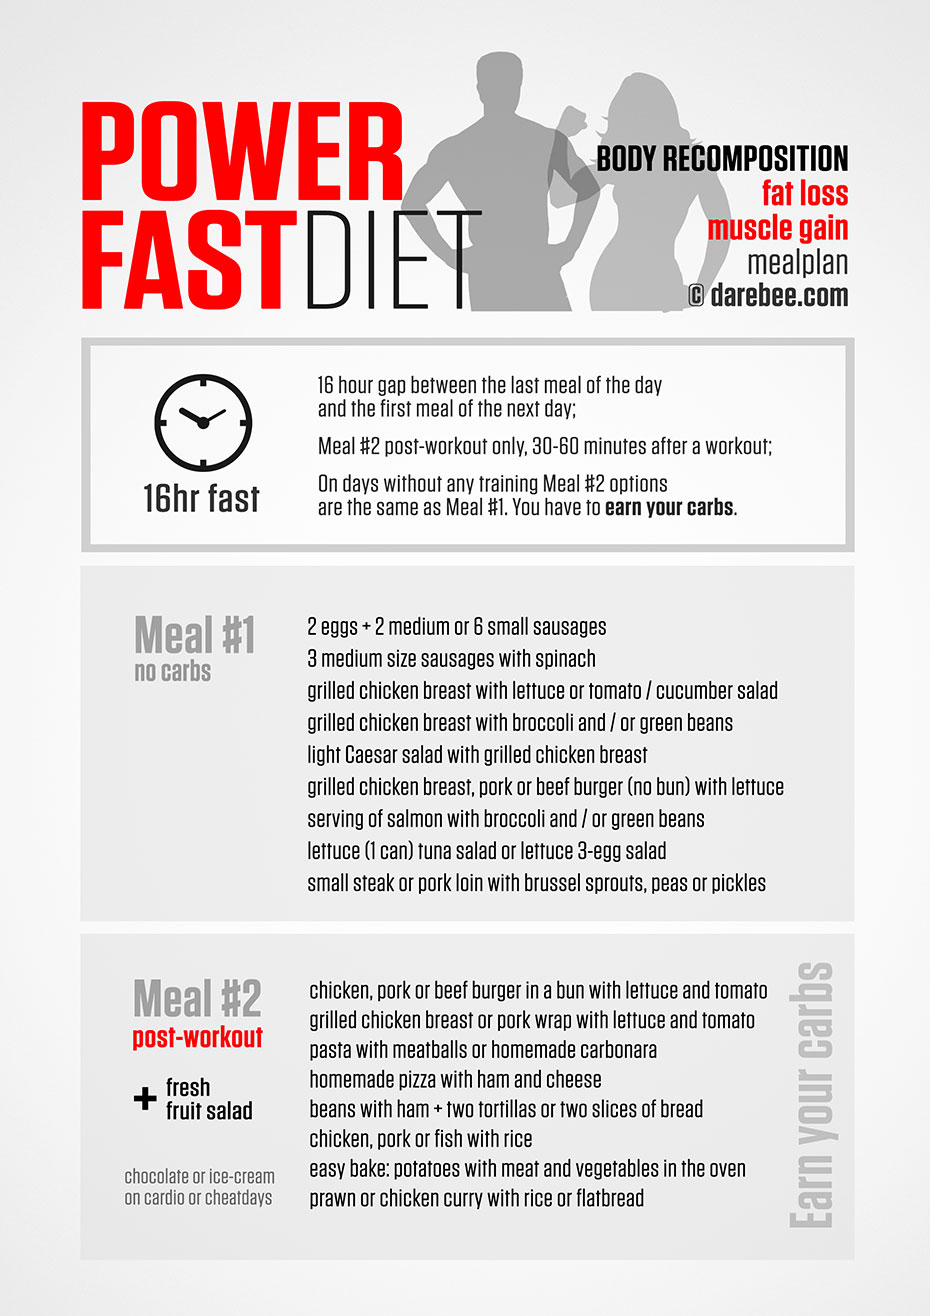 POWER
FASTDIET
BODY RECOMPOSITION
fat loss
muscle gain
mealplan
© darebee.com
16hr fast
16 hour gap between the last meal of the day
and the first meal of the next day;
Meal #2 post-workout only, 30-60 minutes after a workout;
On days without any training Meal #2 options
are the same as Meal #1. You have to earn your carbs.
Meal #1
no carbs
2 eggs + 2 medium or 6 small sausages
3 medium size sausages with spinach
grilled chicken breast with lettuce or tomato / cucumber salad
grilled chicken breast with broccoli and / or green beans
light Caesar salad with grilled chicken breast
grilled chicken breast, pork or beef burger (no bun) with lettuce
serving of salmon with broccoli and / or green beans
lettuce (1 can) tuna salad or lettuce 3-egg salad
small steak or pork loin with brussel sprouts, peas or pickles
Meal #2
post-workout
+ fresh
fruit salad
chocolate or ice-cream
on cardio or cheatdays
chicken, pork or beef burger in a bun with lettuce and tomato
grilled chicken breast or pork wrap with lettuce and tomato
pasta with meatballs or homemade carbonara
homemade pizza with ham and cheese
beans with ham + two tortillas or two slices of bread
chicken, pork or fish with rice
easy bake: potatoes with meat and vegetables in the oven
prawn or chicken curry with rice or flatbread
Earn your carbs